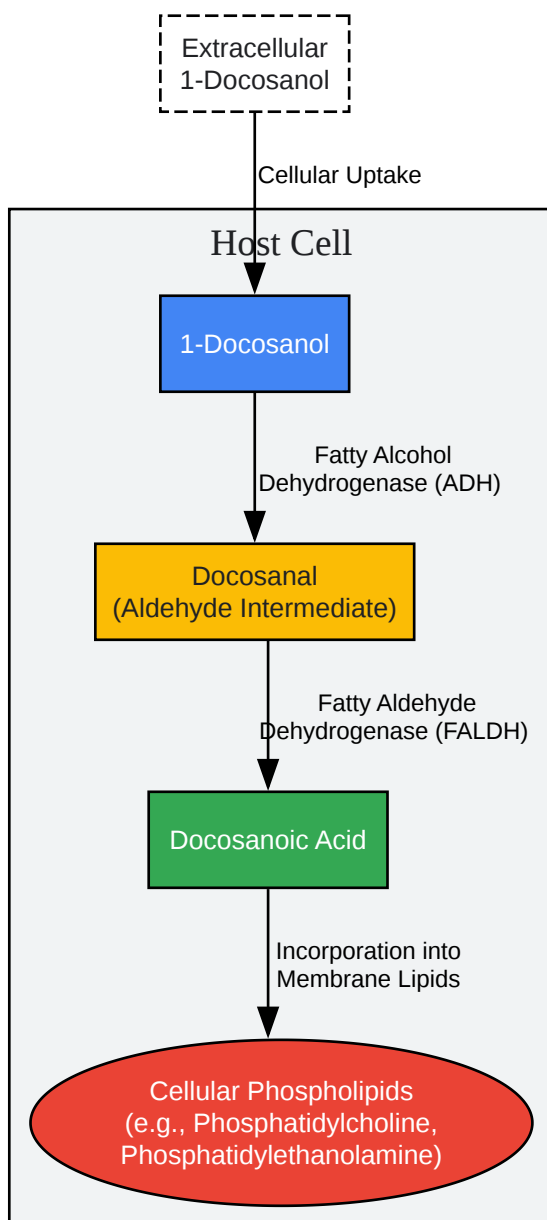 Extracellular
1-Docosanol
Cellular Uptake
Host Cell
1-Docosanol
Fatty Alcohol
Dehydrogenase (ADH)
Docosanal
(Aldehyde Intermediate)
Fatty Aldehyde
Dehydrogenase (FALDH)
Docosanoic Acid
Incorporation into
Membrane Lipids
Cellular Phospholipids
(e.g., Phosphatidylcholine,
Phosphatidylethanolamine)